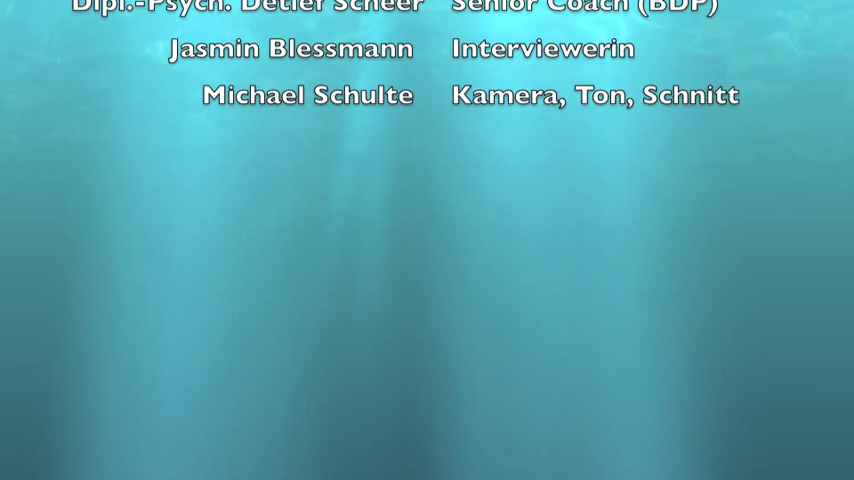 Dipl.-Psych. Detlef Scheer Senior Coach (BDP)
Jasmin Blessmann Interviewerin
Michael Schulte Kamera, Ton, Schnitt